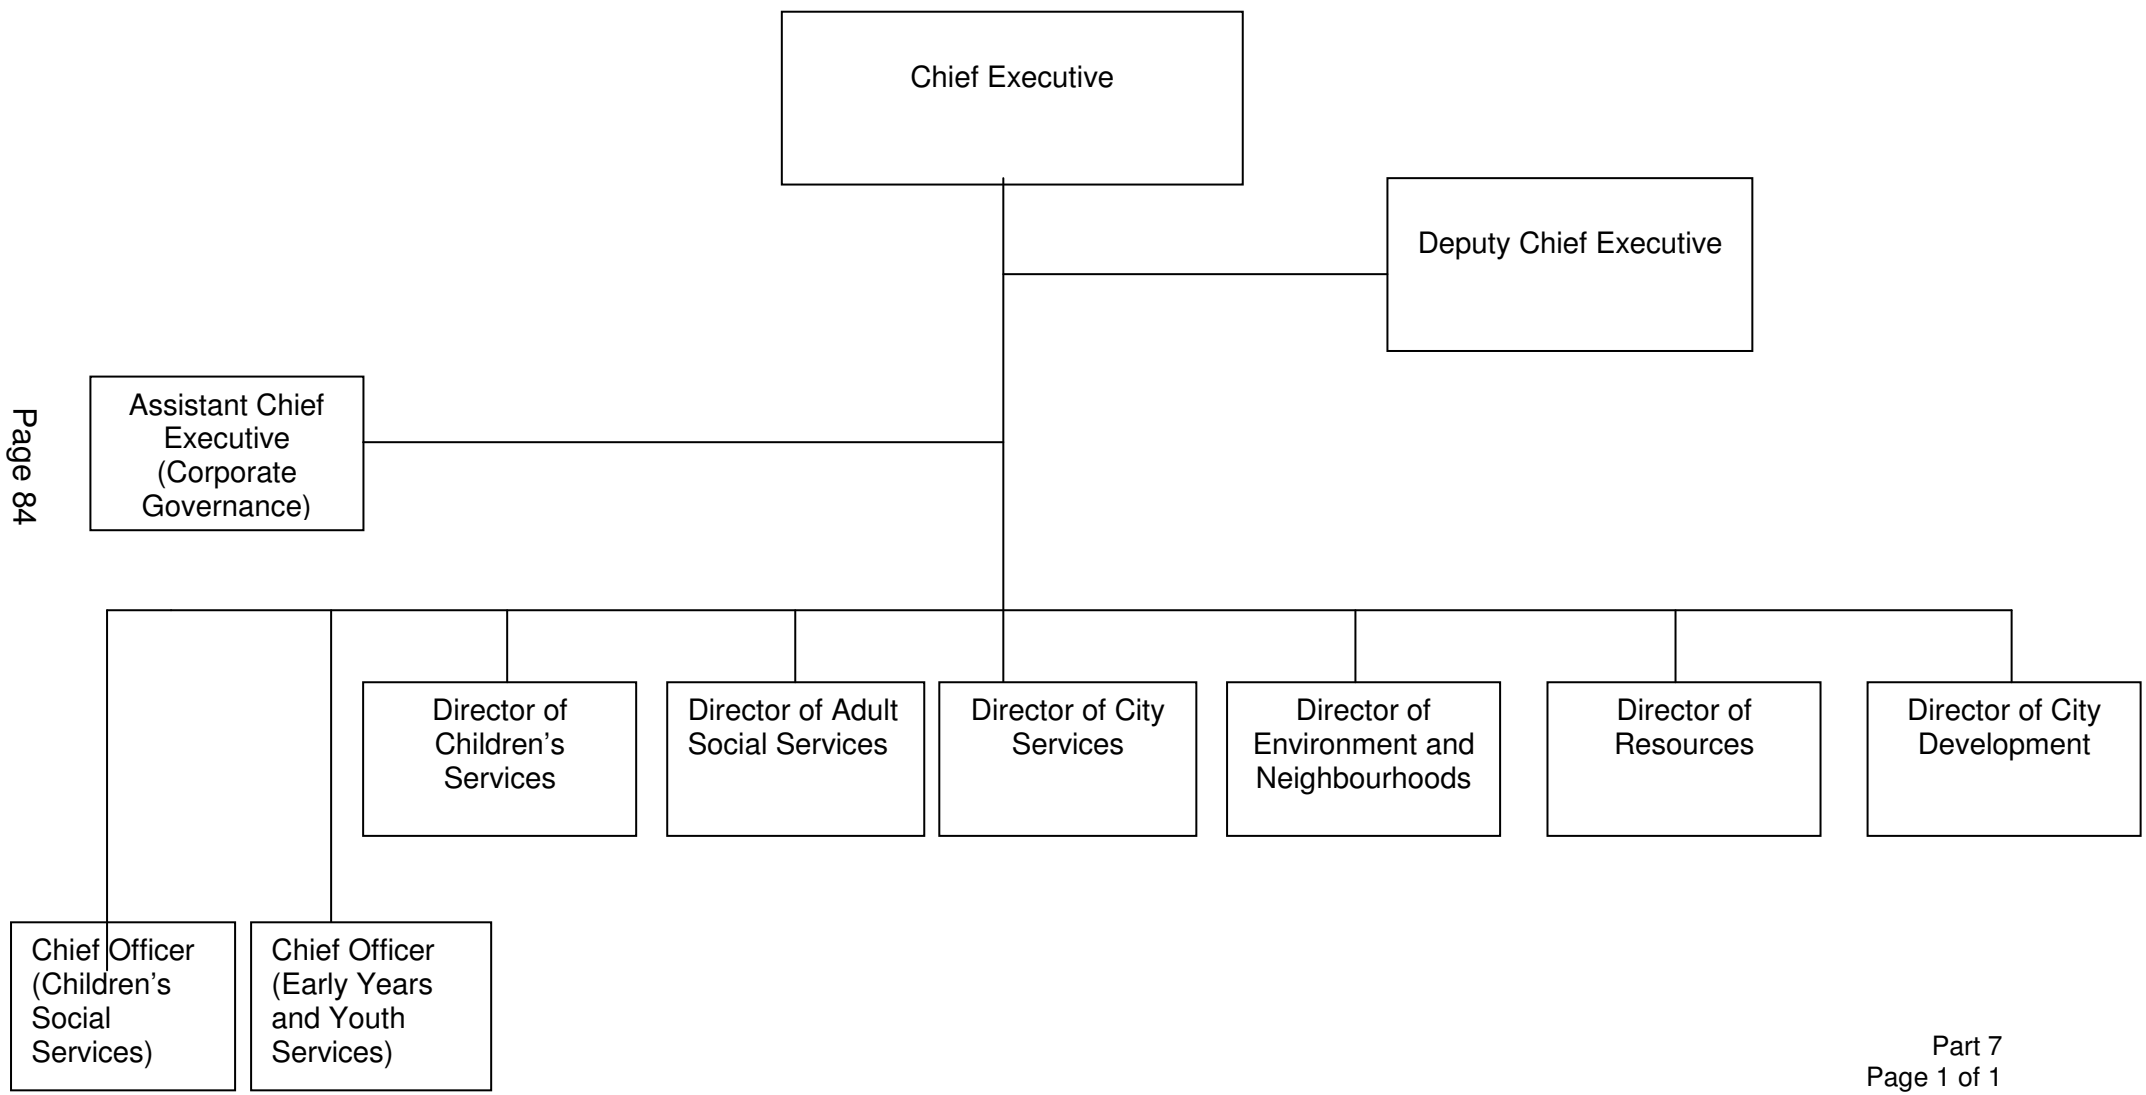 Chief Executive
Deputy Chief Executive
Assistant Chief
Executive
(Corporate
Governance)
Page 84
Director of
Children’s
Services
Director of Adult
Social Services
Director of City
Services
Director of
Environment and
Neighbourhoods
Director of
Resources
Director of City
Development
Chief Officer
(Children’s
Social
Services)
Chief Officer
(Early Years
and Youth
Services)
Part 7
Page 1 of 1